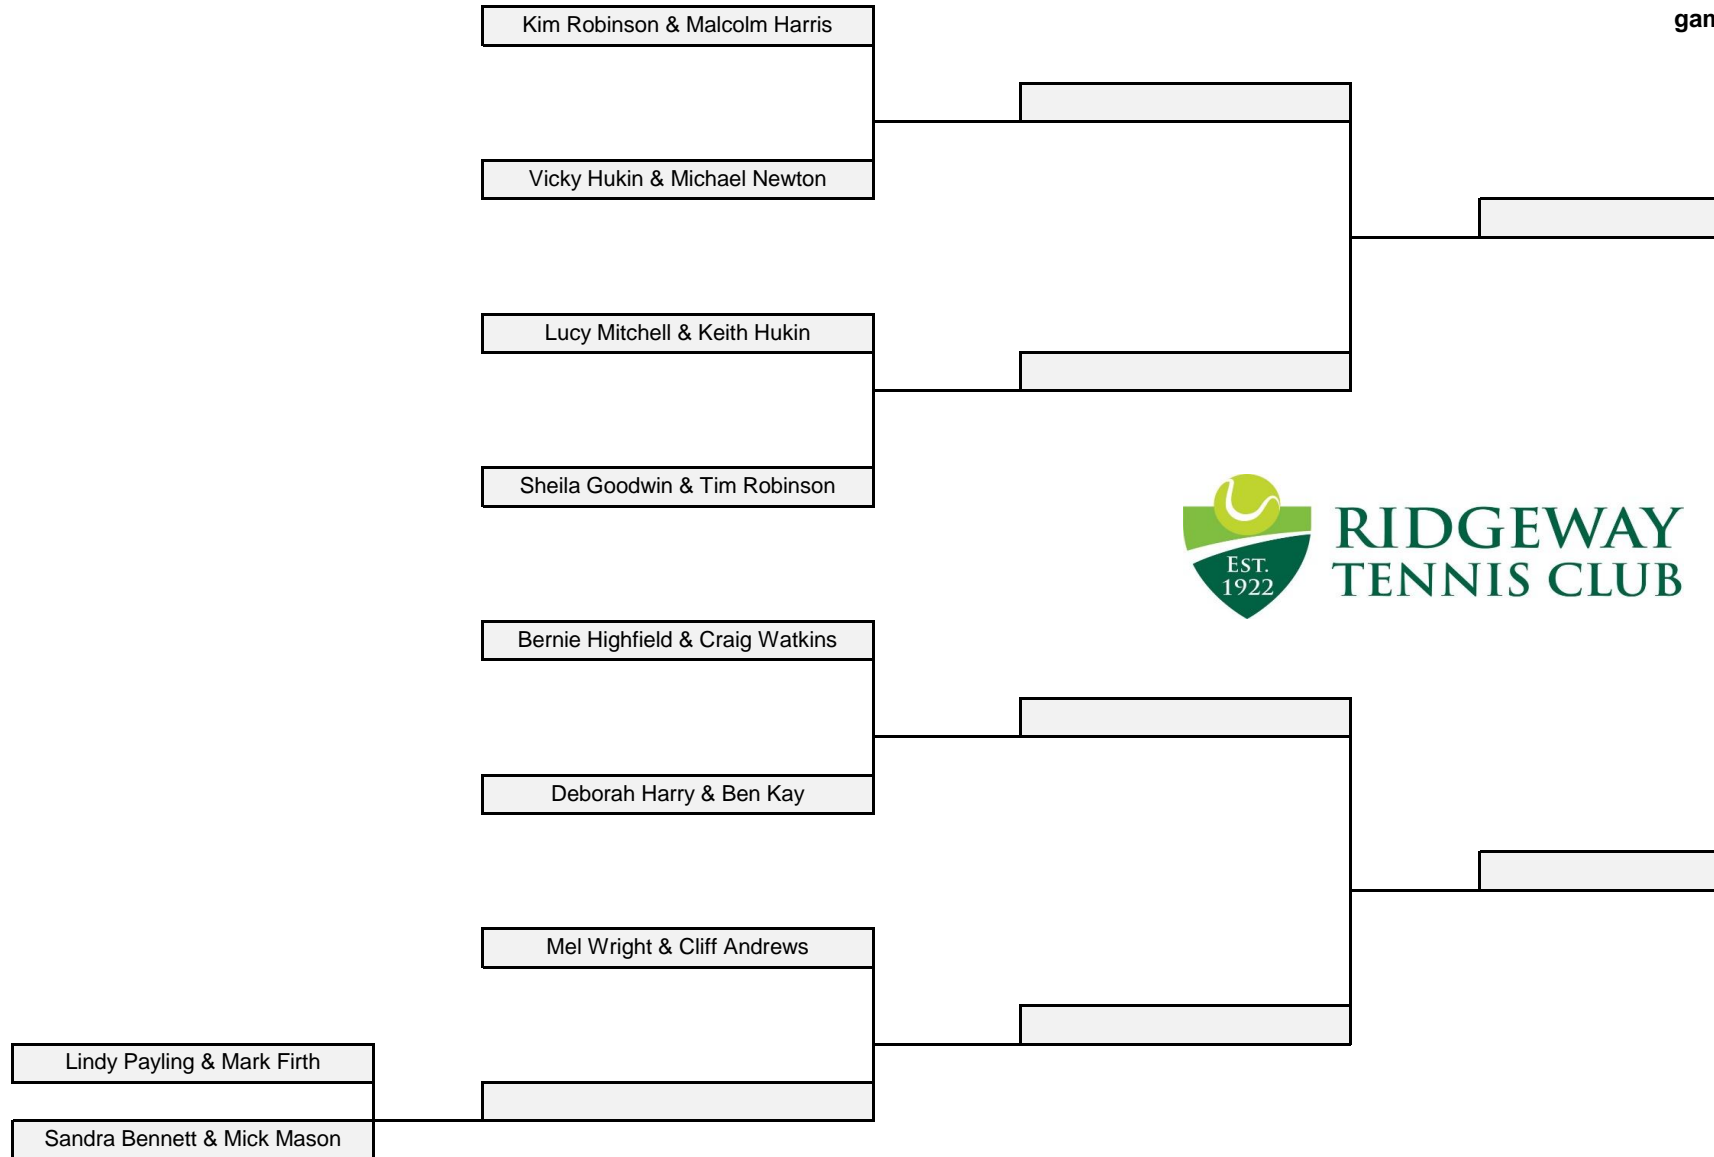 Kim Robinson & Malcolm Harris
Vicky Hukin & Michael Newton
Lucy Mitchell & Keith Hukin
Sheila Goodwin & Tim Robinson
EST.
1922
RIDGEWAY
TENNIS CLUB
Bernie Highfield & Craig Watkins
Deborah Harry & Ben Kay
Mel Wright & Cliff Andrews
Lindy Payling & Mark Firth
Sandra Bennett & Mick Mason